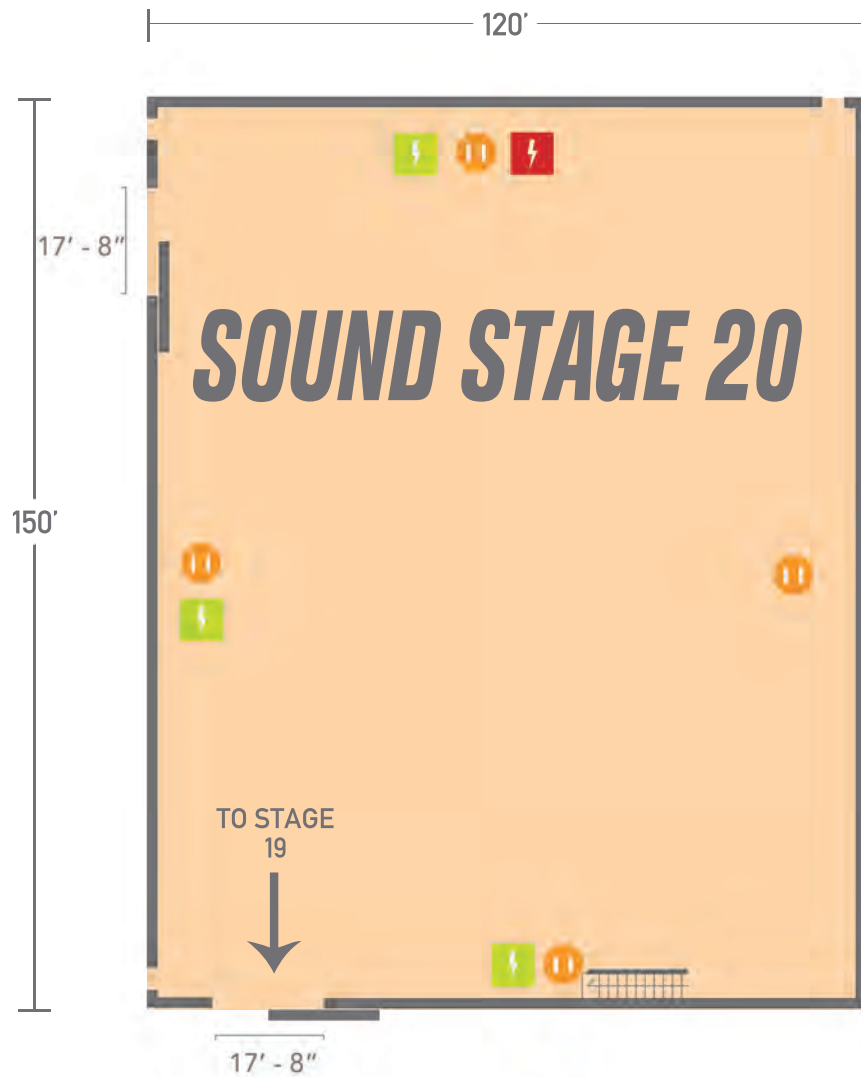 120’
17’ - 8”
SOUND STAGE 20
150’
TO STAGE
19
17’ - 8”